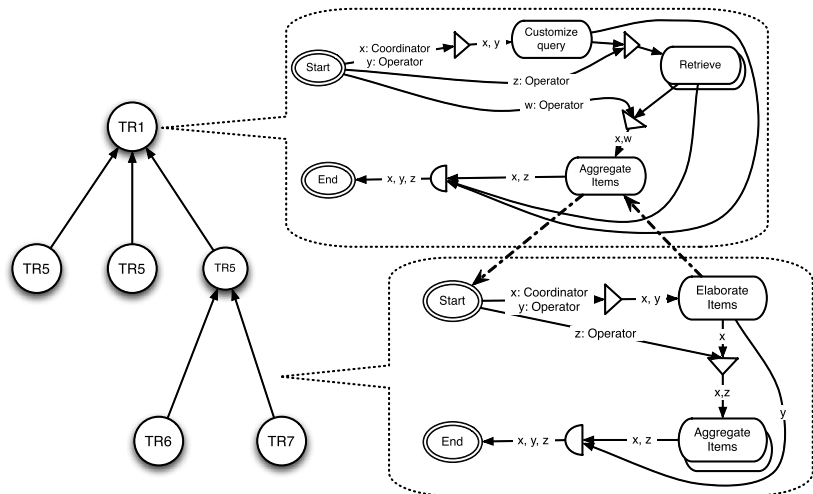 Customize
query
x: Coordinator
y: Operator
x, y
Start
Retrieve
z: Operator
w: Operator
TR1
x,w
End
x, y, z
x, z
Aggregate
Items
TR5
TR5
TR5
Start
x: Coordinator
y: Operator
x, y
Elaborate
Items
z: Operator
x
x,z
y
TR6
TR7
End
x, y, z
x, z
Aggregate
Items